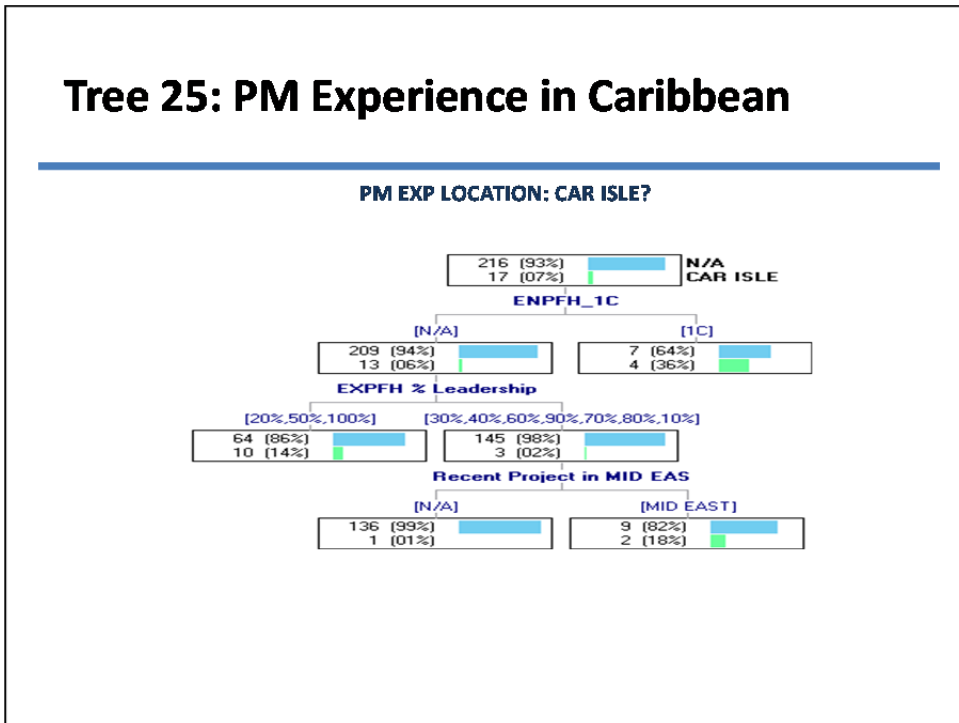 Tree 25: PM Experience in Caribbean
PM EXP LOCATION: CAR ISLE?
216 (93%) N/A
17 (07%) CAR ISLE
ENPFH_1C
[N/A] [1C]
209 (94%) 7 (64%)
13 (06%) 4 (36%)
EXPFH % Leadership
[20%,50%,100%] [30%,40%,60%,90%,70%,80%,10%]
64 (86%) 145 (98%)
10 (14%) 3 (02%)
Recent Project in MID EAS
[N/A] [MID EAST]
136 (99%) 9 (82%)
1 (01%) 2 (18%)